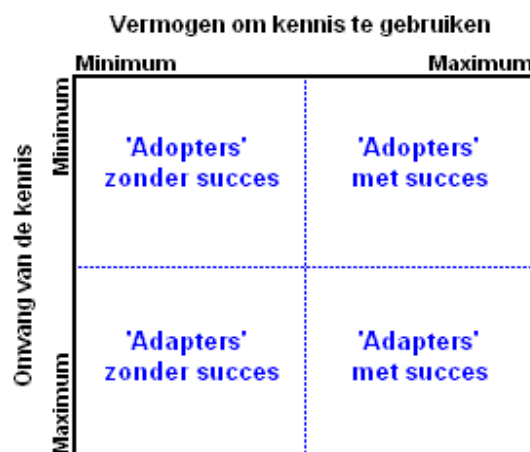 Vermogen om kennis te gebruiken
Minimum Maximum
Omvang van de kennis
Minimum
Maximum
'Adopters'
zonder succes
'Adopters'
met succes
'Adapters'
zonder succes
'Adapters'
met succes